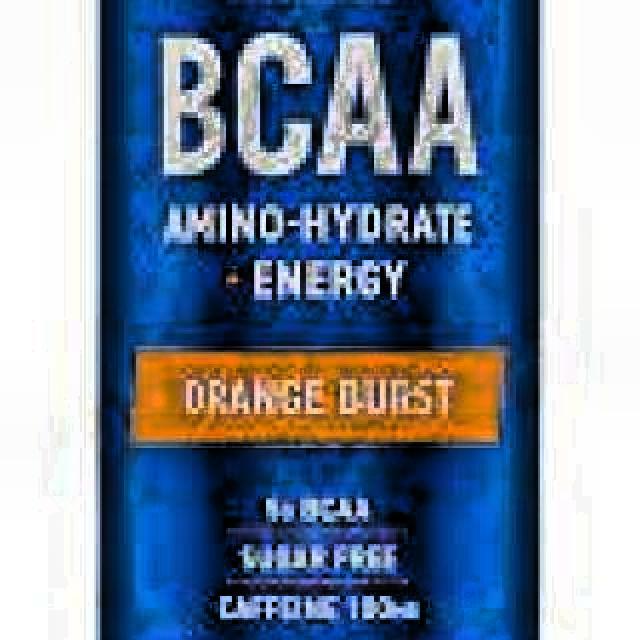 BCAA
AMINO-HYDRATE
+ ENERGY
ORANGE BURST
BCAA
SUGAR FREE
CAFFEINE